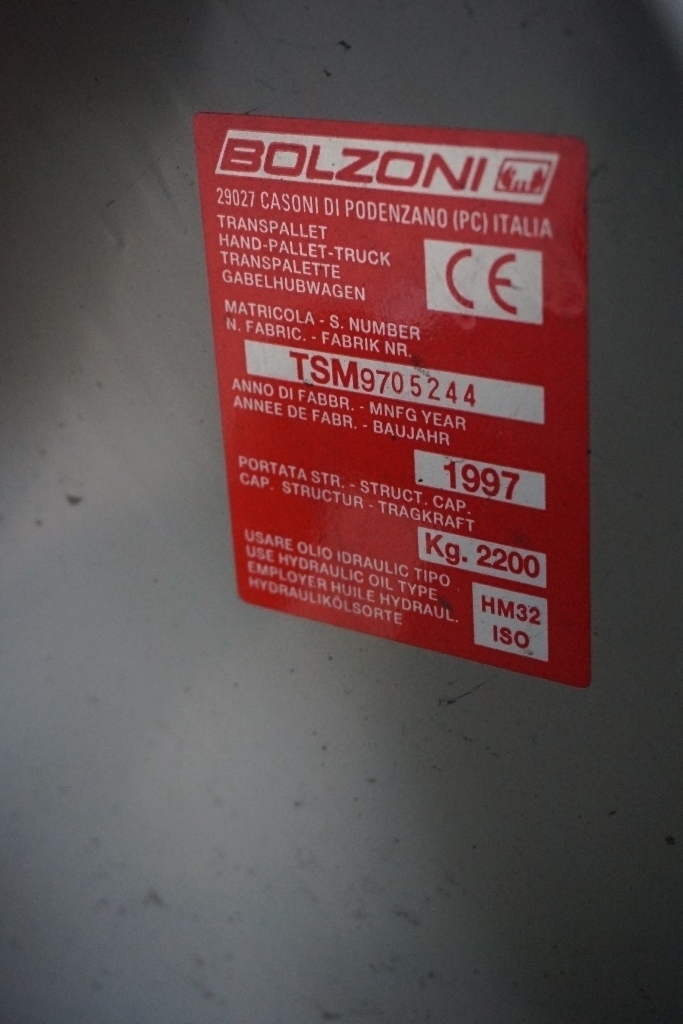 BOLZONI
29027 CASONI DI PODENZANO (PC) ITALIA
TRANSPALLET
HAND-PALLET-TRUCK
TRANSPALETTE
GABELHUBWAGEN
CE
MATRICOLA - S. NUMBER
N. FABRIC. - FABRIK NR.
TSM9705244
ANNO DI FABBR. - MNFG YEAR
ANNEE DE FABR. - BAUJAHR
1997
PORTATA STR. - STRUCT. CAP.
CAP. STRUCTUR - TRAGKRAFT
Kg. 2200
USARE OLIO IDRAULIC TIPO
USE HYDRAULIC OIL TYPE
EMPLOYER HUILE HYDRAUL.
HYDRAULIKÖLSORTE
HM32
ISO